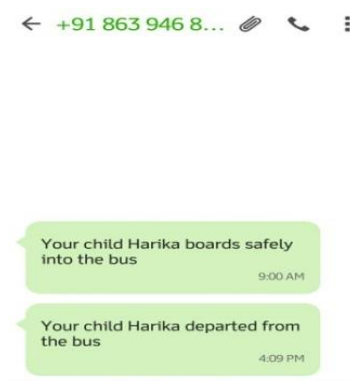 +91 863 946 8...
Your child Harika boards safely
into the bus
9:00 AM
Your child Harika departed from
the bus
4:09 PM